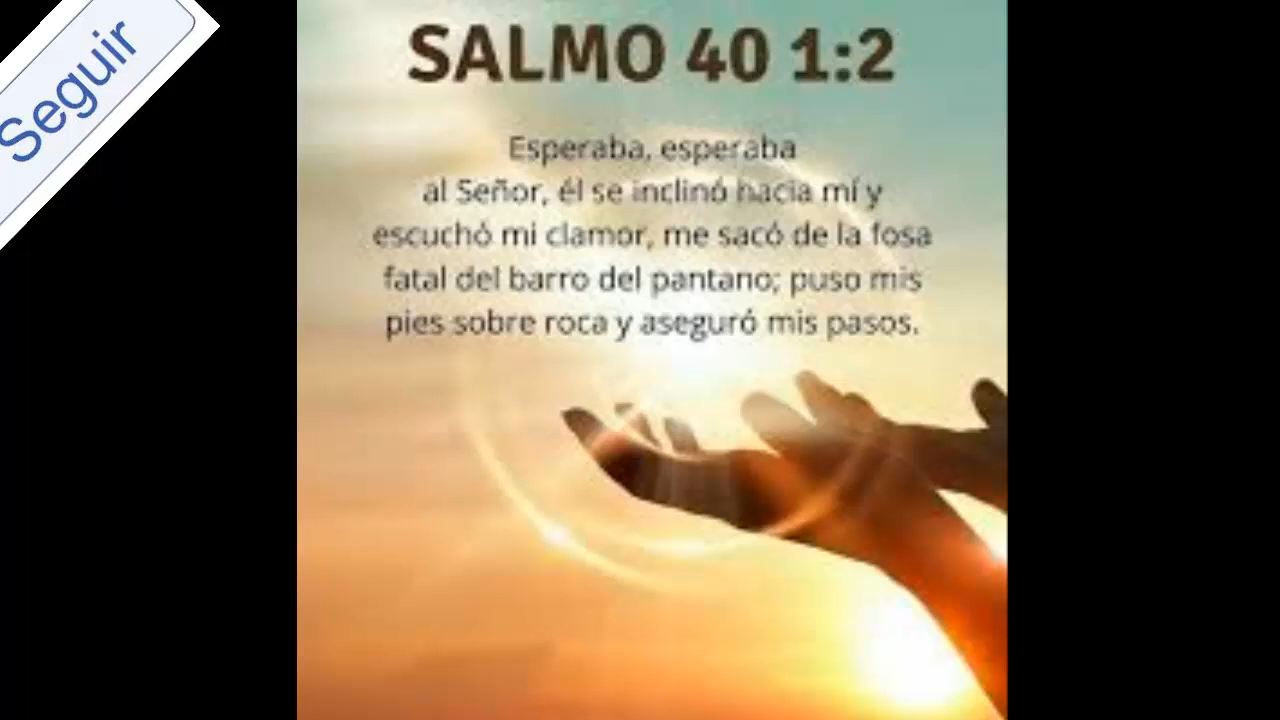 Seguir
SALMO 40 1:2
Esperaba, esperaba
al Señor, él se inclinó hacia mí y
escuchó mi clamor, me sacó de la fosa
fatal del barro del pantano; puso mis
pies sobre roca y aseguró mis pasos.